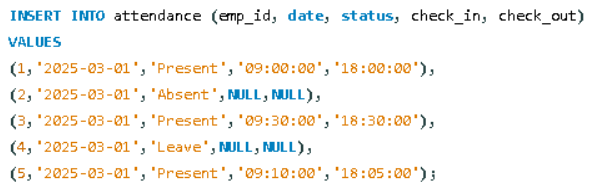 INSERT INTO attendance (emp_id, date, status, check_in, check_out)
VALUES
(1,'2025-03-01','Present','09:00:00','18:00:00'),
(2,'2025-03-01','Absent',NULL,NULL),
(3,'2025-03-01','Present','09:30:00','18:30:00'),
(4,'2025-03-01','Leave',NULL,NULL),
(5,'2025-03-01','Present','09:10:00','18:05:00');